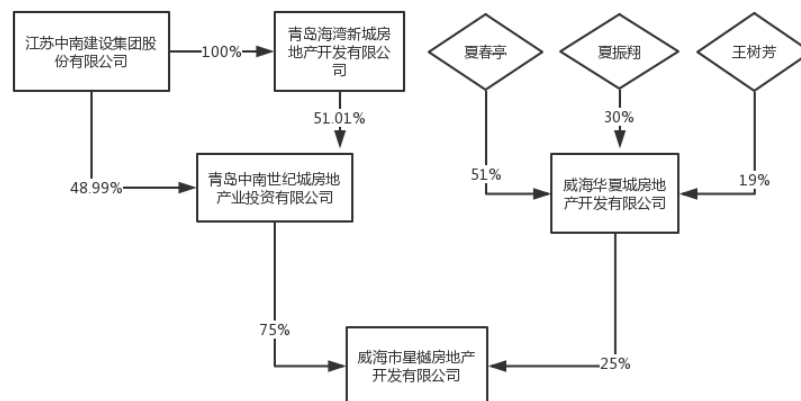 江苏中南建设集团股
份有限公司
100%
青岛海湾新城房
地产开发有限公
司
夏春亭
夏振翔
王树芳
51.01%
30%
48.99%
青岛中南世纪城房地
产业投资有限公司
51%
威海华夏城房地
产开发有限公司
19%
75%
威海市星樾房地产
开发有限公司
25%